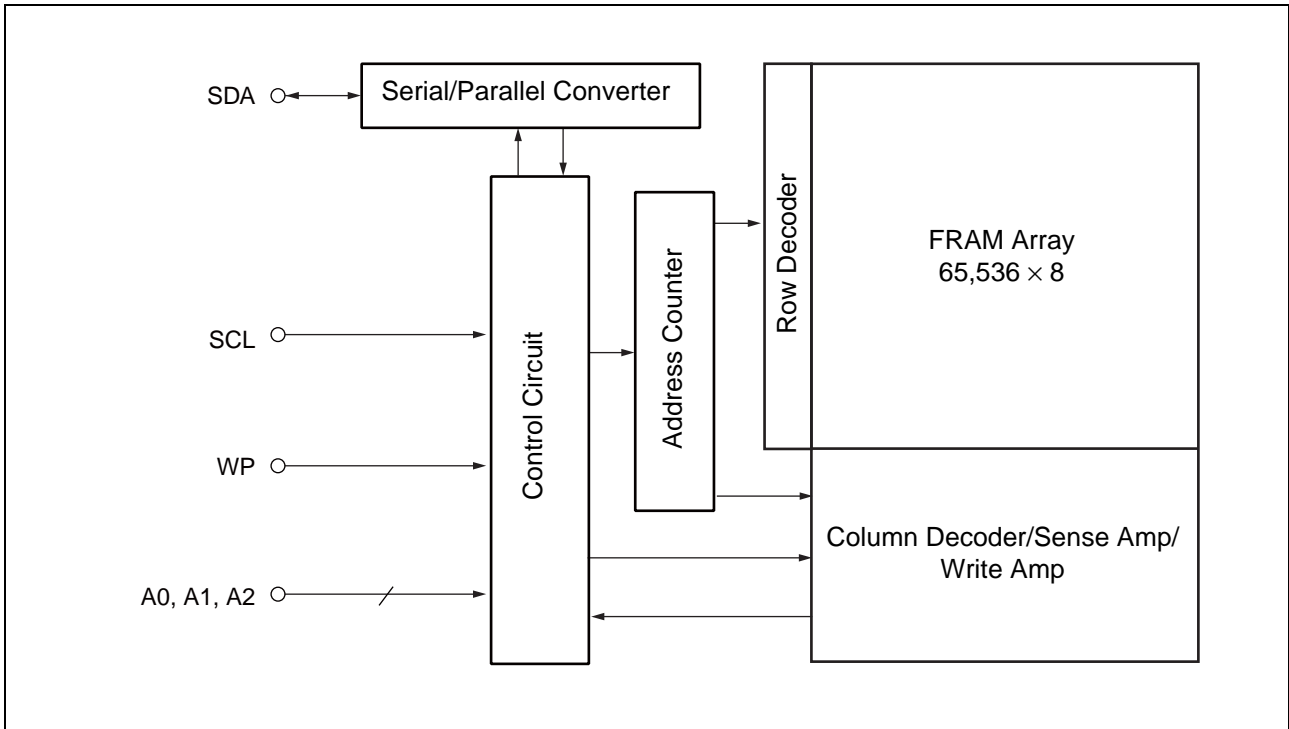 SDA
Serial/Parallel Converter
Row Decoder
FRAM Array
65,536 × 8
Address Counter
Control Circuit
SCL
WP
Column Decoder/Sense Amp/
Write Amp
A0, A1, A2